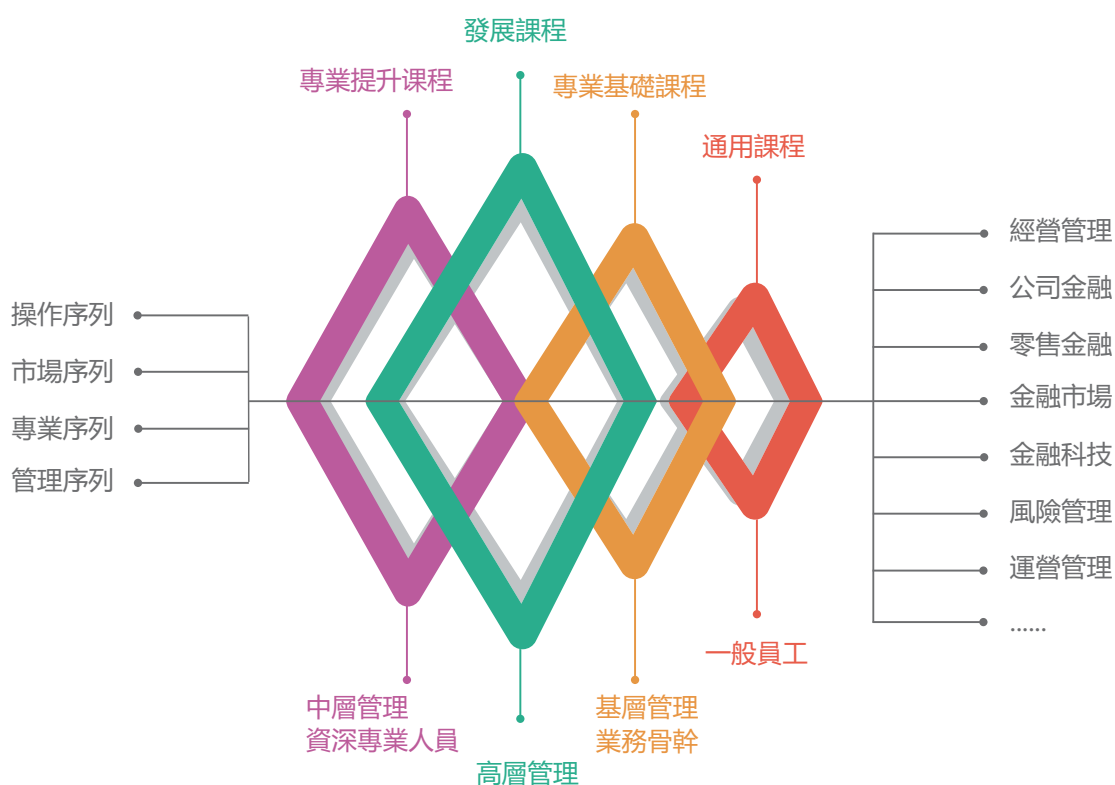 發展課程
專業提升课程
專業基礎課程
通用課程
操作序列
市場序列
專業序列
管理序列
經營管理
公司金融
零售金融
金融市場
金融科技
風險管理
運營管理
......
一般員工
中層管理
資深專業人員
基層管理
業務骨幹
高層管理